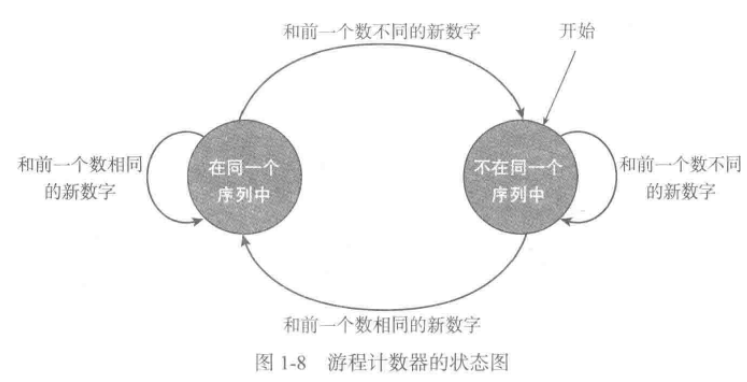 和前一个数不同的新数字
开始
和前一个数相同
的新数字
在同一个
序列中
不在同一个
序列中
和前一个数不同
的新数字
和前一个数相同的新数字
图 1-8 游程计数器的状态图